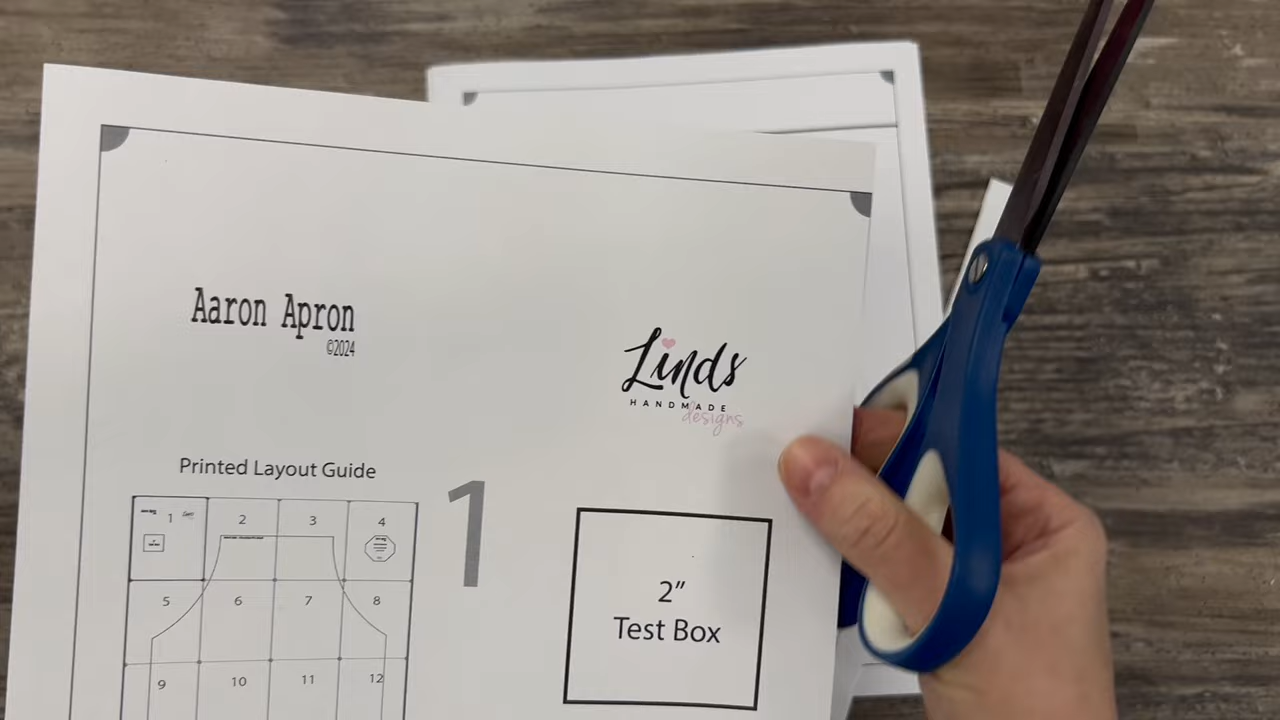 Aaron Apron
©2024
Linds
HANDMADE
designs
Printed Layout Guide
1
1 2 3 4
5 6 7 8
9 10 11 12
2”
Test Box